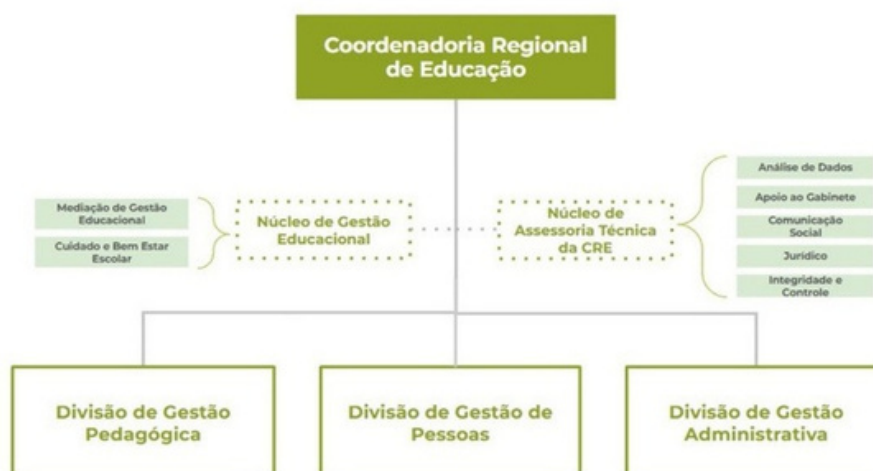 Coordenadoria Regional
de Educação
Mediação de Gestão
Educacional
Cuidado e Bem Estar
Escolar
Núcleo de Gestão
Educacional
Núcleo de
Assessoria Técnica
da CRE
Análise de Dados
Apoio ao Gabinete
Comunicação
Social
Jurídico
Integridade e
Controle
Divisão de Gestão
Pedagógica
Divisão de Gestão de
Pessoas
Divisão de Gestão
Administrativa